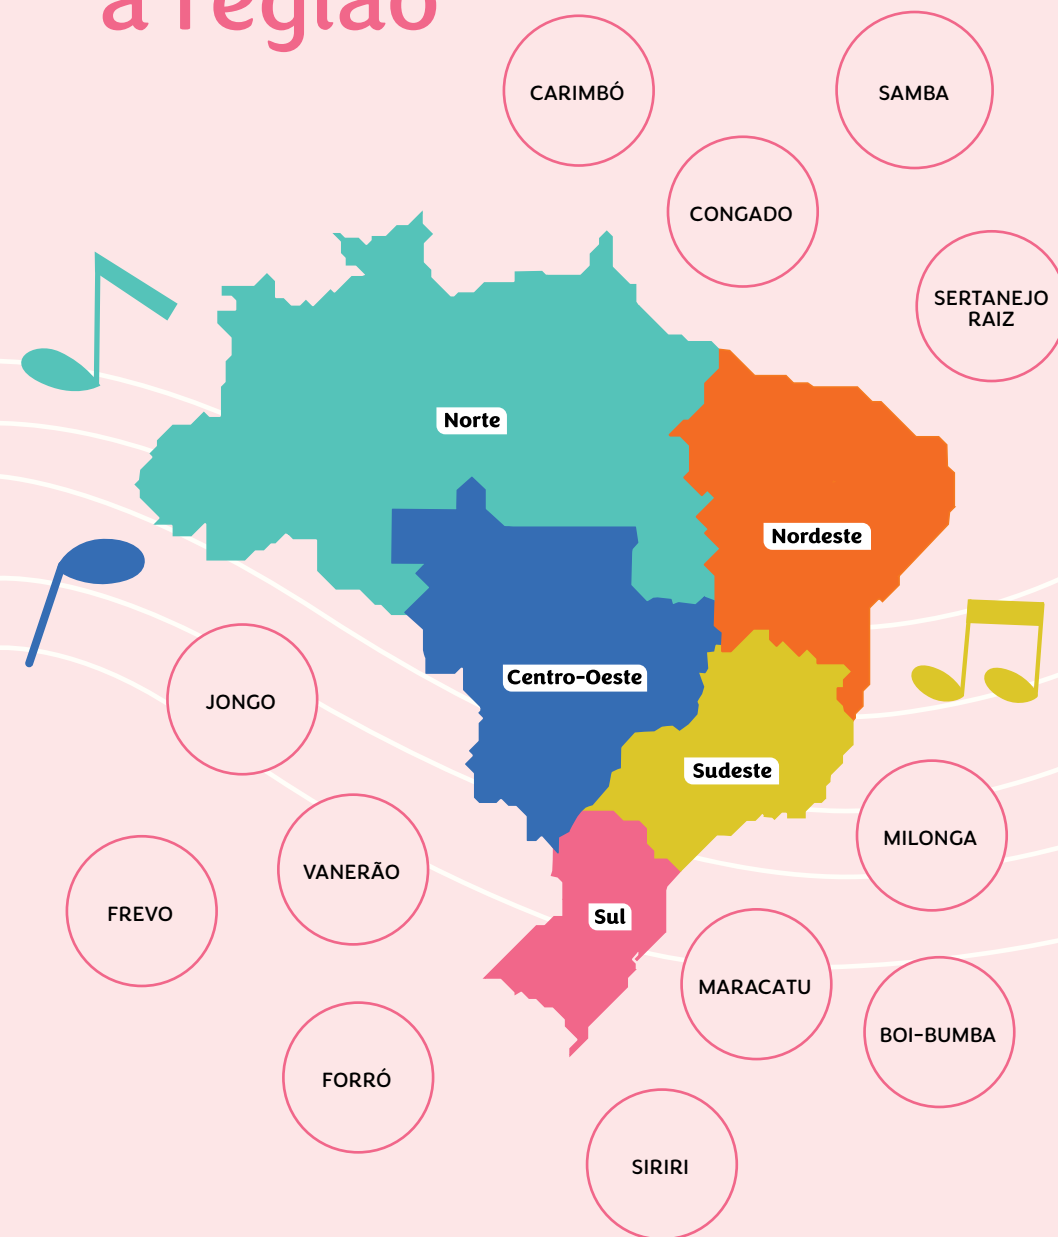 a região
CARIMBÓ
SAMBA
CONGADO
SERTANEJO
RAIZ
Norte
Nordeste
Centro-Oeste
JONGO
Sudeste
MILONGA
VANERÃO
FREVO
Sul
MARACATU
BOI-BUMBA
FORRÓ
SIRIRI